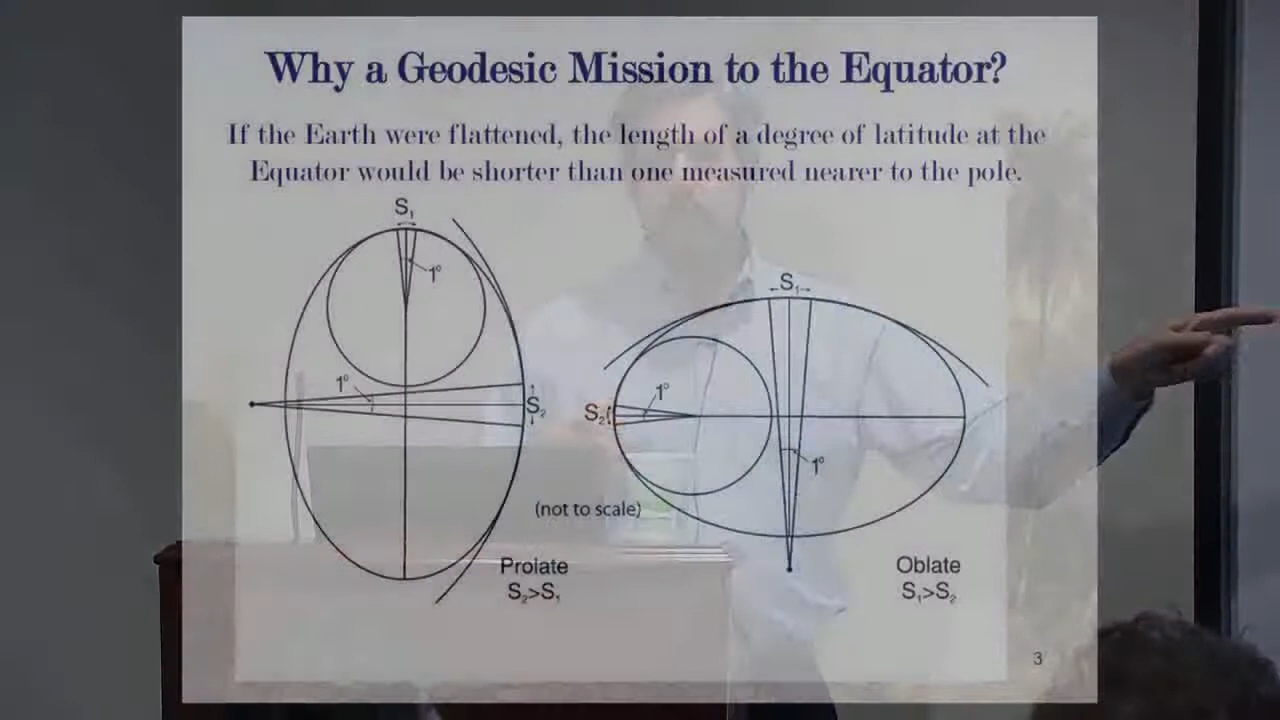 Why a Geodesic Mission to the Equator?
If the Earth were flattened, the length of a degree of latitude at the
Equator would be shorter than one measured nearer to the pole.
S₁
1°
1°
S₂
S₁
1°
S₂
1°
(not to scale)
Prolate
S₂>S₁
Oblate
S₁>S₂
3